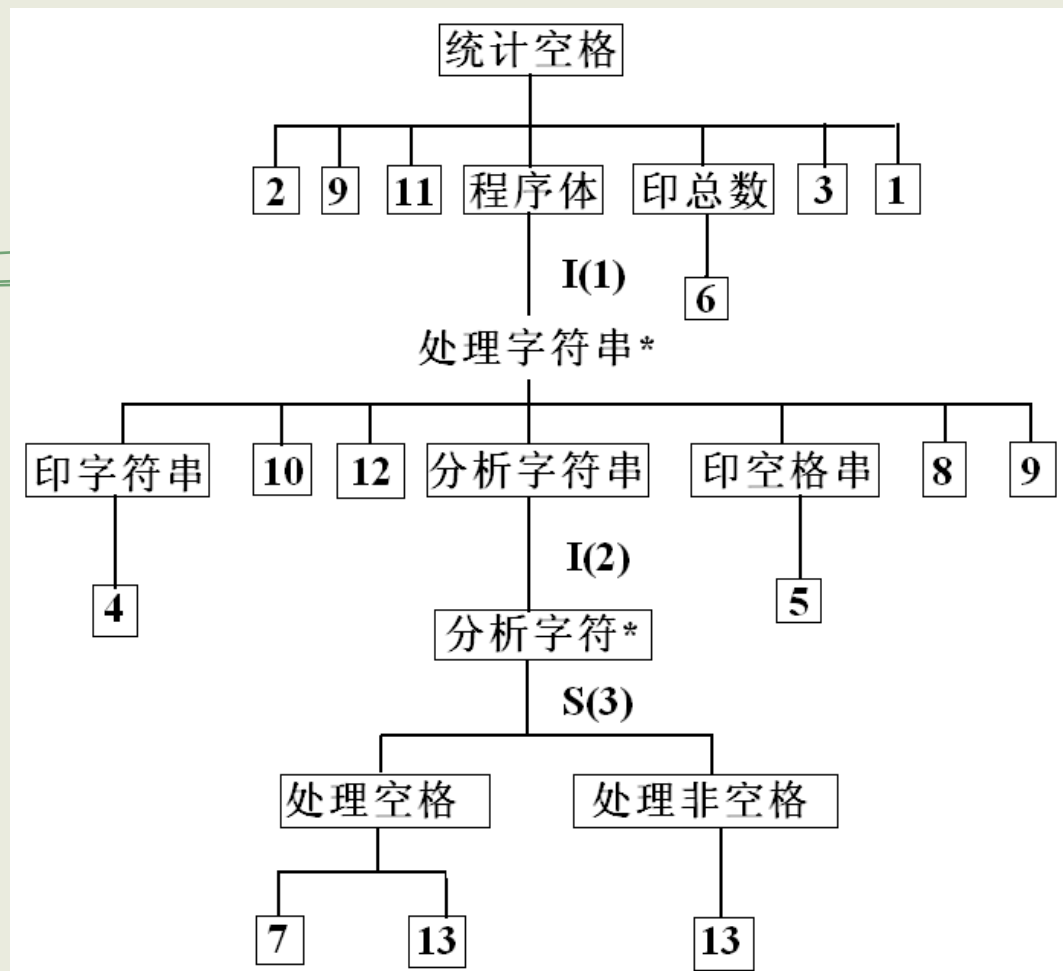 统计空格
2 9 11 程序体 印总数 3 1
I(1)
6
处理字符串*
印字符串 10 12 分析字符串 印空格串 8 9
I(2)
4 5
分析字符*
S(3)
处理空格 处理非空格
7 13 13